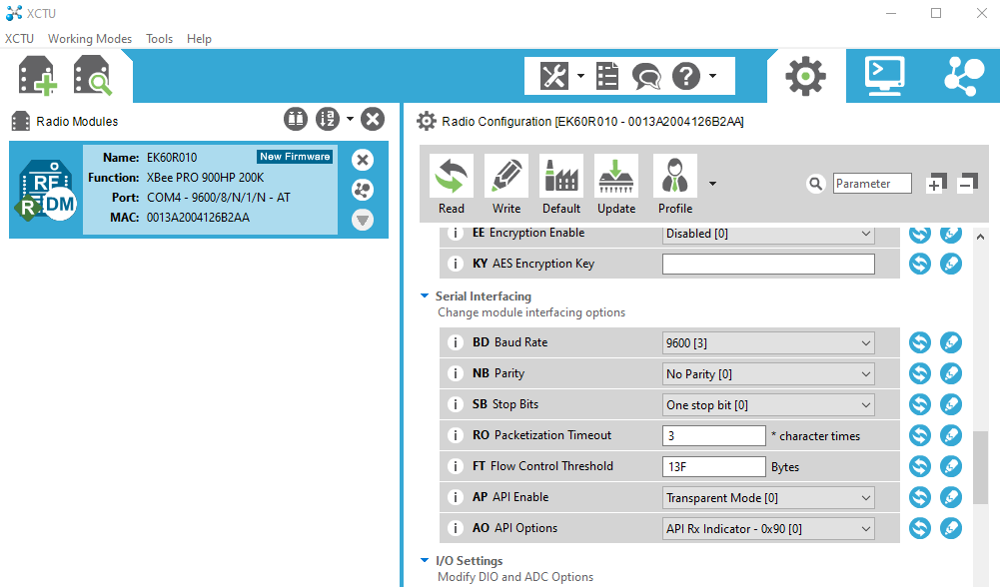 XCTU
XCTU Working Modes Tools Help
Radio Modules
Radio Configuration [EK60R010 - 0013A2004126B2AA]
RF
R DM
Name: EK60R010
New Firmware
Function: XBee PRO 900HP 200K
Port: COM4 - 9600/8/N/1/N - AT
MAC: 0013A2004126B2AA
Read Write Default Update Profile
Parameter
i EE Encryption Enable Disabled [0]
i KY AES Encryption Key
Serial Interfacing
Change module interfacing options
i BD Baud Rate 9600 [3]
i NB Parity No Parity [0]
i SB Stop Bits One stop bit [0]
i RO Packetization Timeout 3 * character times
i FT Flow Control Threshold 13F Bytes
i AP API Enable Transparent Mode [0]
i AO API Options API Rx Indicator - 0x90 [0]
I/O Settings
Modify DIO and ADC Options